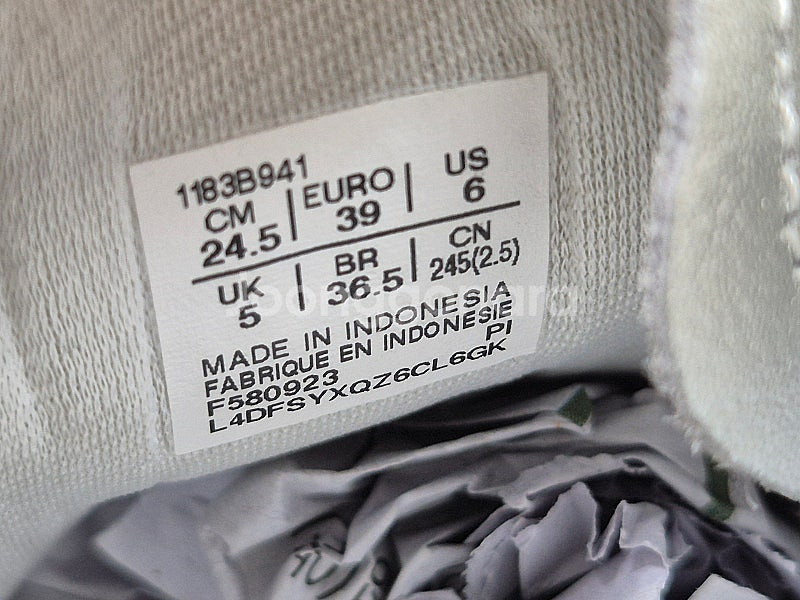 1183B941
CM | EURO | US
24.5 | 39 | 6
UK | BR | CN
5 | 36.5 | 245(2.5)
MADE IN INDONESIA
FABRIQUE EN INDONESIE
F580923 PI
L4DFSYXQZ6CL6GK